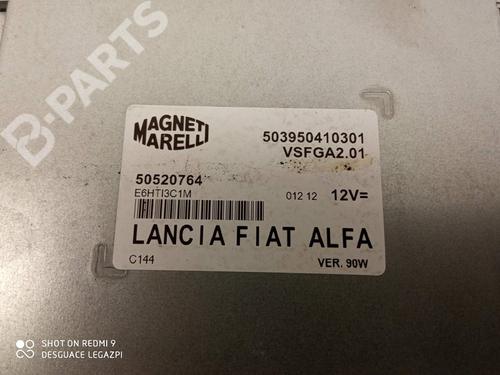 B-PARTS
MAGNETI MARELLI
503950410301
VSFGA2.01
50520764
E6HTI3C1M
012 12 12V=
LANCIA FIAT ALFA
C144 VER. 90W
SHOT ON REDMI 9
DESGUACE LEGAZPI